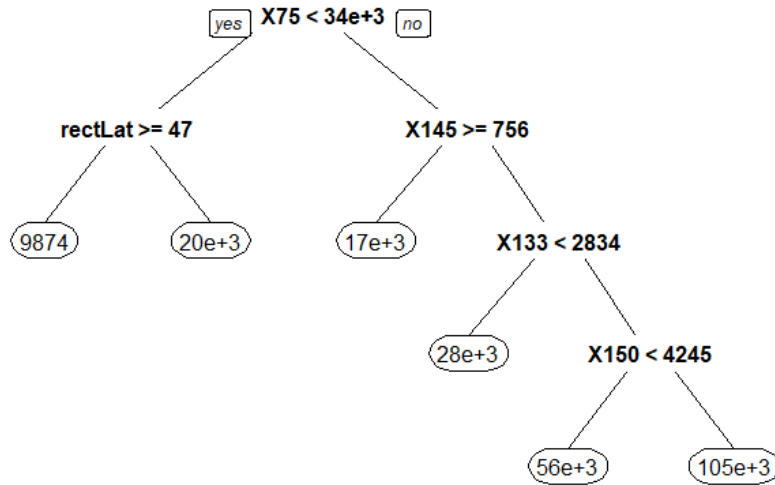 yes X75 < 34e+3 no
rectLat >= 47 X145 >= 756
9874 20e+3 17e+3 X133 < 2834
28e+3 X150 < 4245
56e+3 105e+3